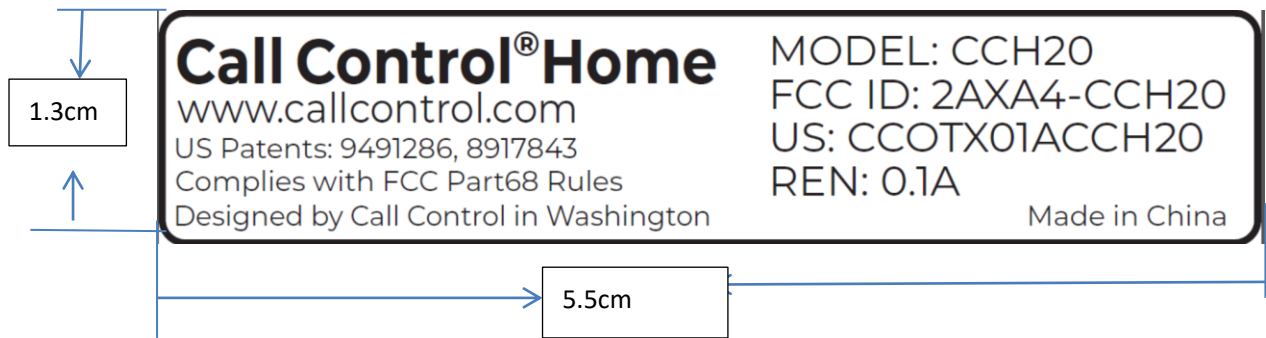 Call Control®Home
www.callcontrol.com
US Patents: 9491286, 8917843
Complies with FCC Part68 Rules
Designed by Call Control in Washington
MODEL: CCH20
FCC ID: 2AXA4-CCH20
US: CCOTX01ACCH20
REN: 0.1A
Made in China
1.3cm
5.5cm